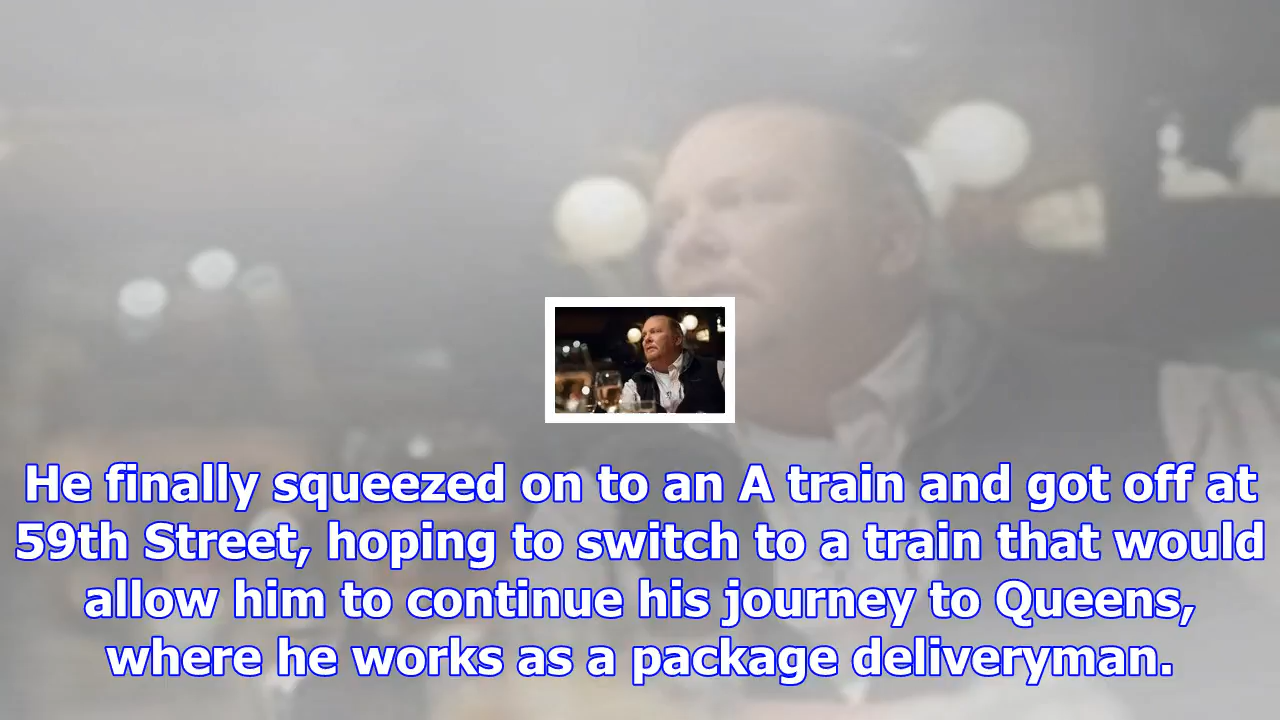 He finally squeezed on to an A train and got off at
59th Street, hoping to switch to a train that would
allow him to continue his journey to Queens,
where he works as a package deliveryman.